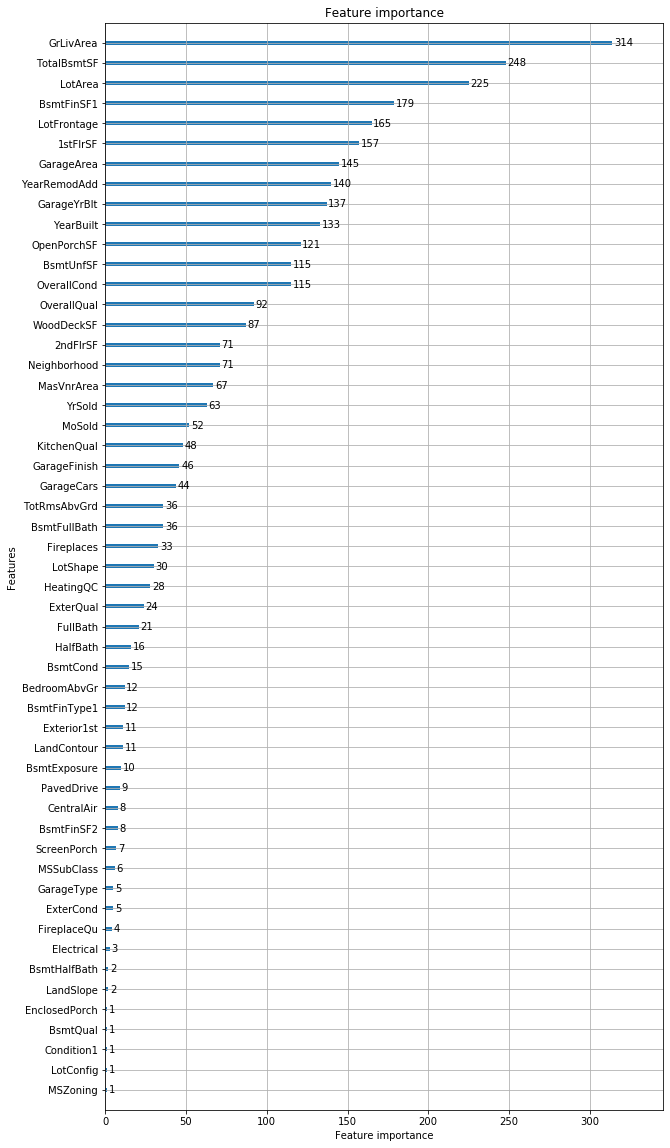 Feature importance
GrLivArea 314
TotalBsmtSF 248
LotArea 225
BsmtFinSF1 179
LotFrontage 165
1stFlrSF 157
GarageArea 145
YearRemodAdd 140
GarageYrBlt 137
YearBuilt 133
OpenPorchSF 121
BsmtUnfSF 115
OverallCond 115
OverallQual 92
WoodDeckSF 87
2ndFlrSF 71
Neighborhood 71
MasVnrArea 67
YrSold 63
MoSold 52
KitchenQual 48
GarageFinish 46
GarageCars 44
TotRmsAbvGrd 36
BsmtFullBath 36
Fireplaces 33
LotShape 30
HeatingQC 28
ExterQual 24
FullBath 21
HalfBath 16
BsmtCond 15
BedroomAbvGr 12
BsmtFinType1 12
Exterior1st 11
LandContour 11
BsmtExposure 10
PavedDrive 9
CentralAir 8
BsmtFinSF2 8
ScreenPorch 7
MSSubClass 6
GarageType 5
ExterCond 5
FireplaceQu 4
Electrical 3
BsmtHalfBath 2
LandSlope 2
EnclosedPorch 1
BsmtQual 1
Condition1 1
LotConfig 1
MSZoning 1
Features
0 50 100 150 200 250 300
Feature importance